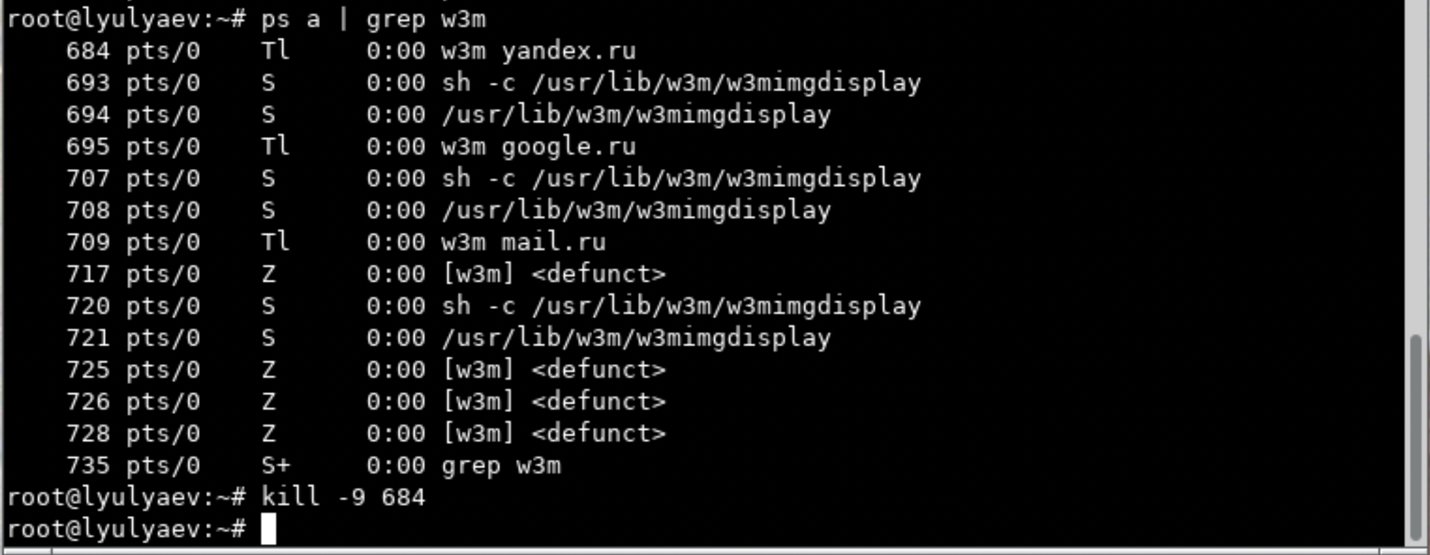 root@lyulyaev:~# ps a | grep w3m
684 pts/0    Tl     0:00 w3m yandex.ru
693 pts/0    S      0:00 sh -c /usr/lib/w3m/w3mimgdisplay
694 pts/0    S      0:00 /usr/lib/w3m/w3mimgdisplay
695 pts/0    Tl     0:00 w3m google.ru
707 pts/0    S      0:00 sh -c /usr/lib/w3m/w3mimgdisplay
708 pts/0    S      0:00 /usr/lib/w3m/w3mimgdisplay
709 pts/0    Tl     0:00 w3m mail.ru
717 pts/0    Z      0:00 [w3m] <defunct>
720 pts/0    S      0:00 sh -c /usr/lib/w3m/w3mimgdisplay
721 pts/0    S      0:00 /usr/lib/w3m/w3mimgdisplay
725 pts/0    Z      0:00 [w3m] <defunct>
726 pts/0    Z      0:00 [w3m] <defunct>
728 pts/0    Z      0:00 [w3m] <defunct>
735 pts/0    S+     0:00 grep w3m
root@lyulyaev:~# kill -9 684
root@lyulyaev:~#